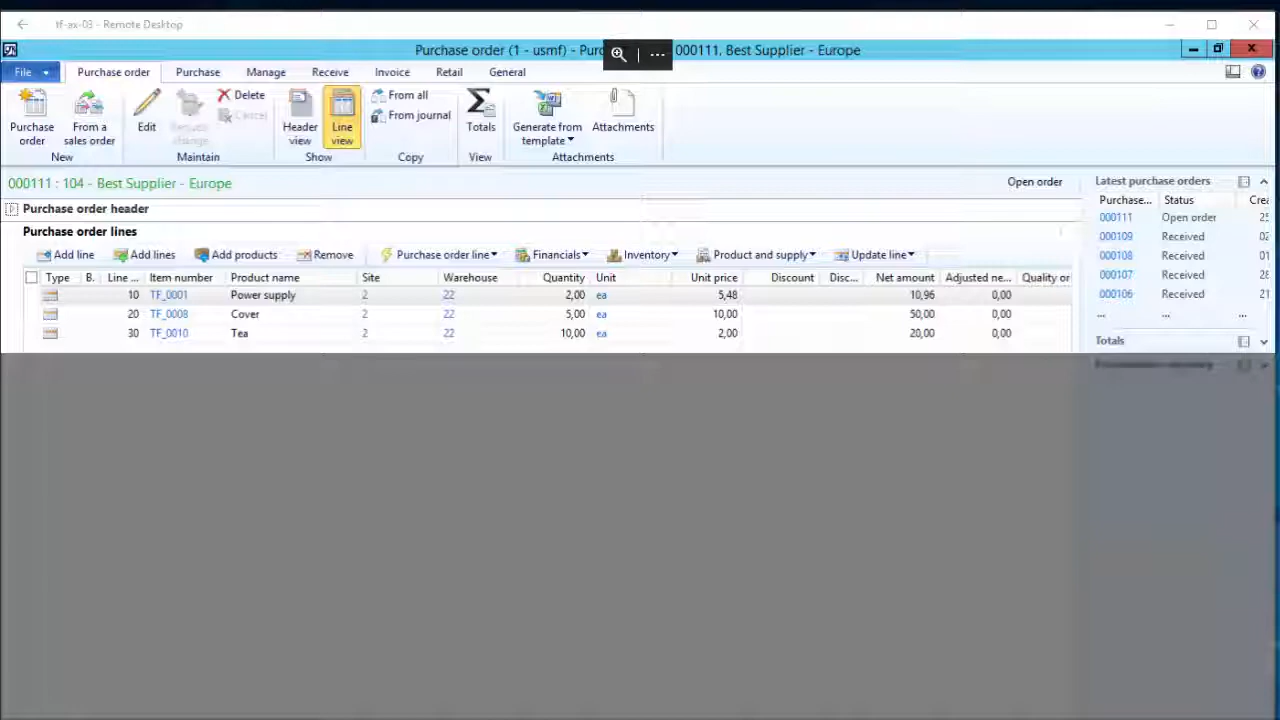 tf-ax-03 - Remote Desktop
Purchase order (1 - usmf) - Purc 000111, Best Supplier - Europe
File Purchase order Purchase Manage Receive Invoice Retail General
Purchase order
From a sales order
New
Edit
Delete
Cancel
Maintain
Header view
Line view
Show
From all
From journal
Copy
Totals
View
Generate from template
Attachments
Attachments
000111 : 104 - Best Supplier - Europe Open order
Purchase order header
Purchase order lines
Add line Add lines Add products Remove Purchase order line Financials Inventory Product and supply Update line
Type B. Line ... Item number Product name Site Warehouse Quantity Unit Unit price Discount Disc... Net amount Adjusted ne... Quality or
10 TF_0001 Power supply 2 22 2,00 ea 5,48 10,96 0,00
20 TF_0008 Cover 2 22 5,00 ea 10,00 50,00 0,00
30 TF_0010 Tea 2 22 10,00 ea 2,00 20,00 0,00
Latest purchase orders
Purchase... Status Crea
000111 Open order 25
000109 Received 02
000108 Received 01
000107 Received 28
000106 Received 21
... ... ...
Totals